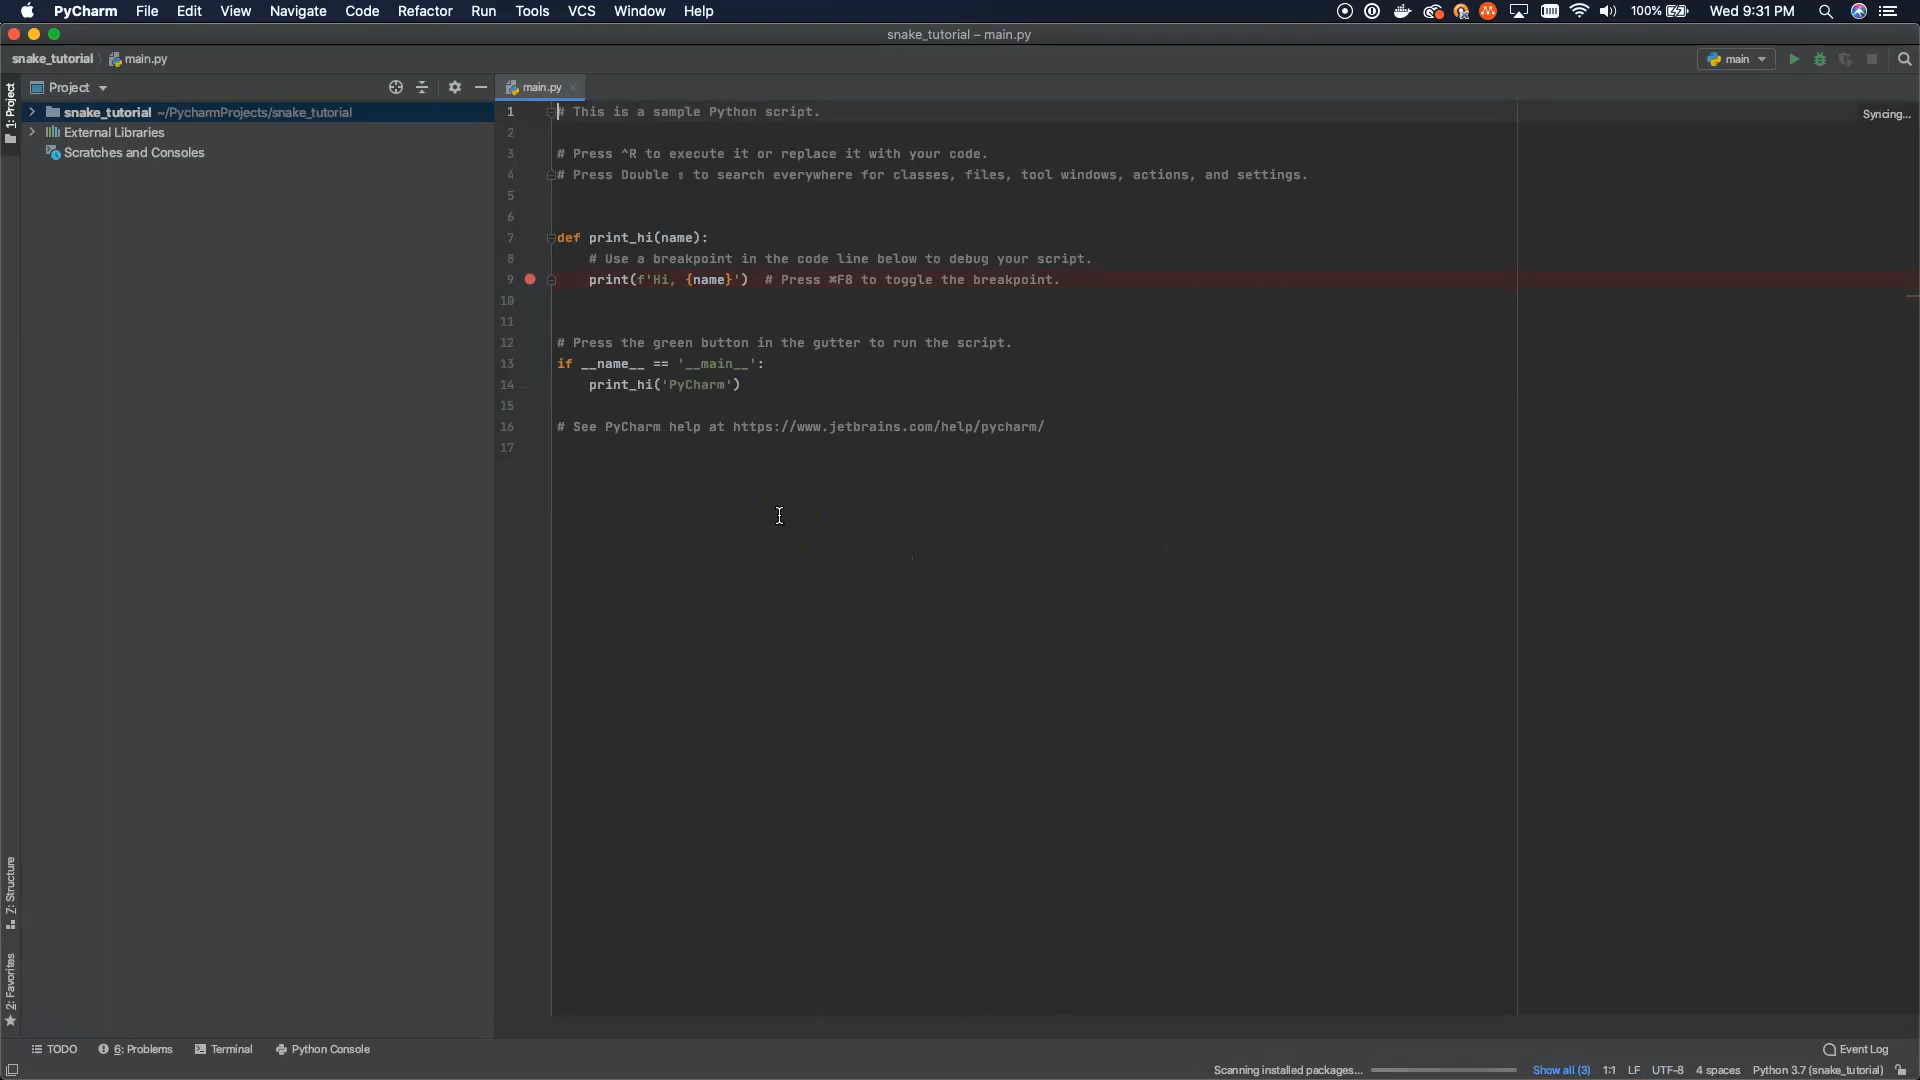 PyCharm File Edit View Navigate Code Refactor Run Tools VCS Window Help 100% Wed 9:31 PM
snake_tutorial – main.py
snake_tutorial main.py main
Project main.py
1 # This is a sample Python script. Syncing...
snake_tutorial ~/PycharmProjects/snake_tutorial
External Libraries
Scratches and Consoles
2
3 # Press ^R to execute it or replace it with your code.
4 # Press Double ⇧ to search everywhere for classes, files, tool windows, actions, and settings.
5
6
7 def print_hi(name):
8 # Use a breakpoint in the code line below to debug your script.
9 print(f'Hi, {name}')  # Press ⌘F8 to toggle the breakpoint.
10
11
12 # Press the green button in the gutter to run the script.
13 if __name__ == '__main__':
14 print_hi('PyCharm')
15
16 # See PyCharm help at https://www.jetbrains.com/help/pycharm/
17
1: Project
7: Structure
2: Favorites
TODO 6: Problems Terminal Python Console Event Log
Scanning installed packages... Show all (3) 1:1 LF UTF-8 4 spaces Python 3.7 (snake_tutorial)